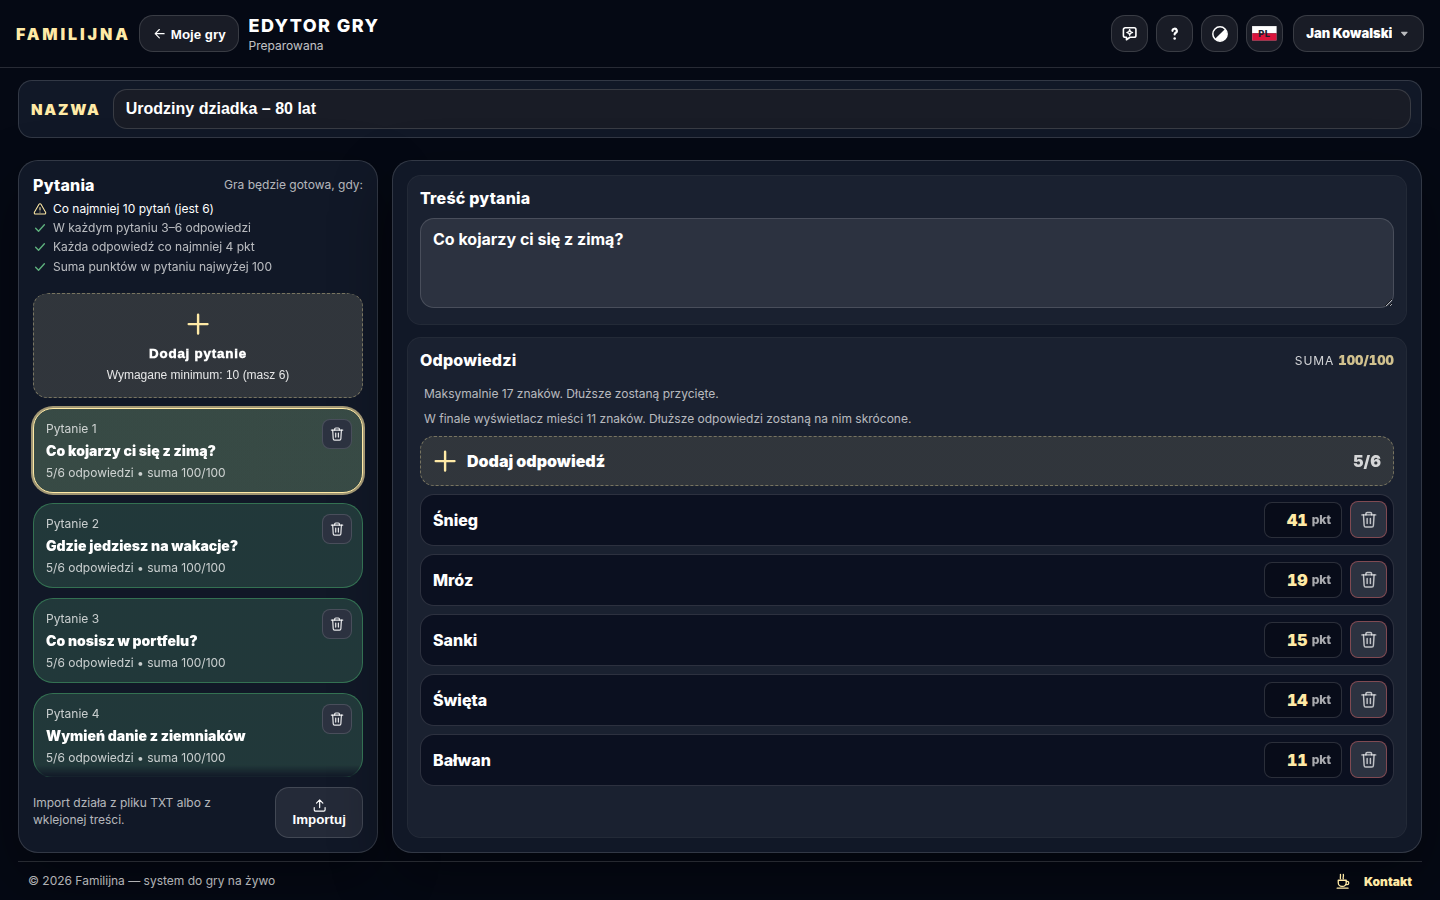 FAMILIJNA
← Moje gry
EDYTOR GRY
Preparowana
?
PL
Jan Kowalski
NAZWA
Urodziny dziadka – 80 lat
Pytania
Gra będzie gotowa, gdy:
Co najmniej 10 pytań (jest 6)
W każdym pytaniu 3–6 odpowiedzi
Każda odpowiedź co najmniej 4 pkt
Suma punktów w pytaniu najwyżej 100
Dodaj pytanie
Wymagane minimum: 10 (masz 6)
Pytanie 1
Co kojarzy ci się z zimą?
5/6 odpowiedzi • suma 100/100
Pytanie 2
Gdzie jedziesz na wakacje?
5/6 odpowiedzi • suma 100/100
Pytanie 3
Co nosisz w portfelu?
5/6 odpowiedzi • suma 100/100
Pytanie 4
Wymień danie z ziemniaków
5/6 odpowiedzi • suma 100/100
Import działa z pliku TXT albo z
wklejonej treści.
Importuj
Treść pytania
Co kojarzy ci się z zimą?
Odpowiedzi
SUMA 100/100
Maksymalnie 17 znaków. Dłuższe zostaną przycięte.
W finale wyświetlacz mieści 11 znaków. Dłuższe odpowiedzi zostaną na nim skrócone.
Dodaj odpowiedź
5/6
Śnieg
41 pkt
Mróz
19 pkt
Sanki
15 pkt
Święta
14 pkt
Bałwan
11 pkt
© 2026 Familijna — system do gry na żywo
Kontakt